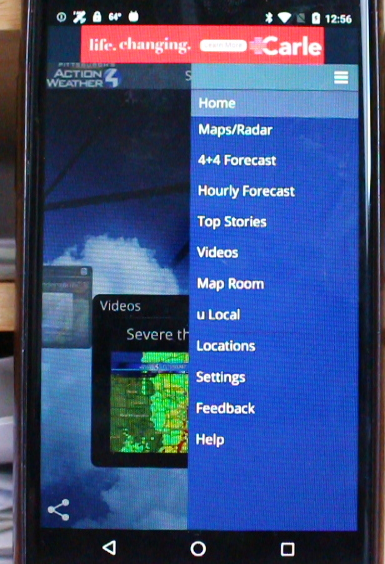 64°
12:56
life. changing. Learn More Carle
PITTSBURGH'S
ACTION
WEATHER 4
S
Home
Maps/Radar
4+4 Forecast
Hourly Forecast
Top Stories
Videos
Map Room
u Local
Locations
Settings
Feedback
Help
Videos
Severe th